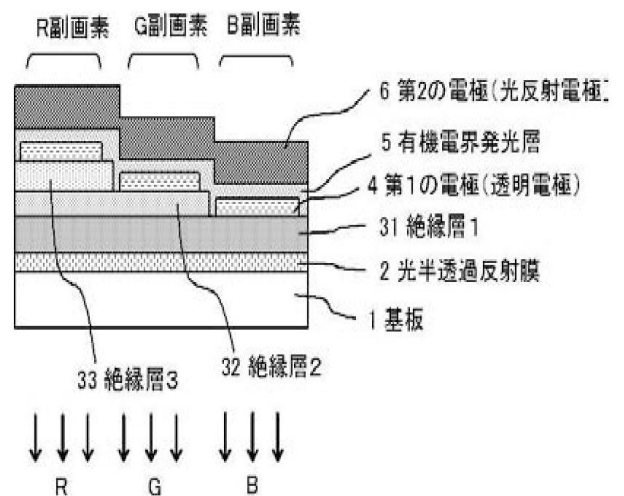 R副画素 G副画素 B副画素
6 第2の電極(光反射電極
5 有機電界発光層
4 第1の電極(透明電極)
31 絶縁層1
2 光半透過反射膜
1 基板
33 絶縁層3 32 絶縁層2
R G B